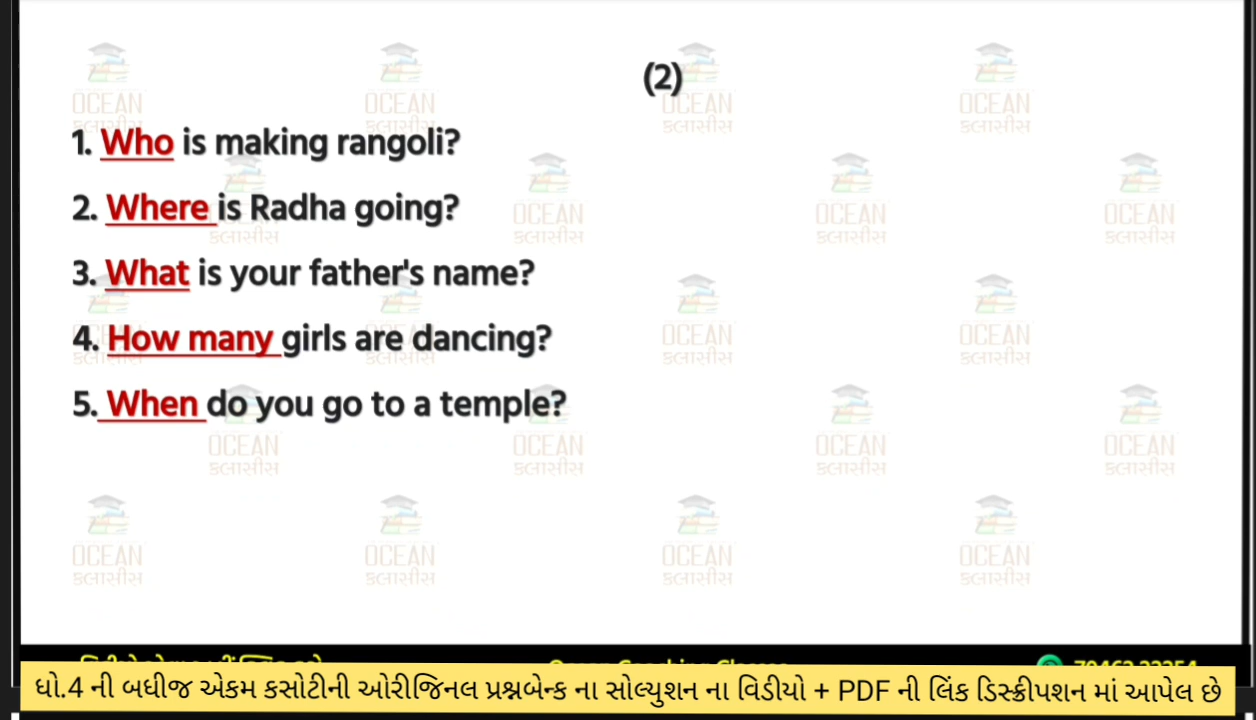 (2)
1. Who is making rangoli?
2. Where is Radha going?
3. What is your father's name?
4. How many girls are dancing?
5. When do you go to a temple?
OCEAN
ક્લાસીસ
ધો.4 ની બધીજ એકમ કસોટીની ઓરીજિનલ પ્રશ્નબેન્ક ના સોલ્યુશન ના વિડીયો + PDF ની લિંક ડિસ્ક્રીપશન માં આપેલ છે